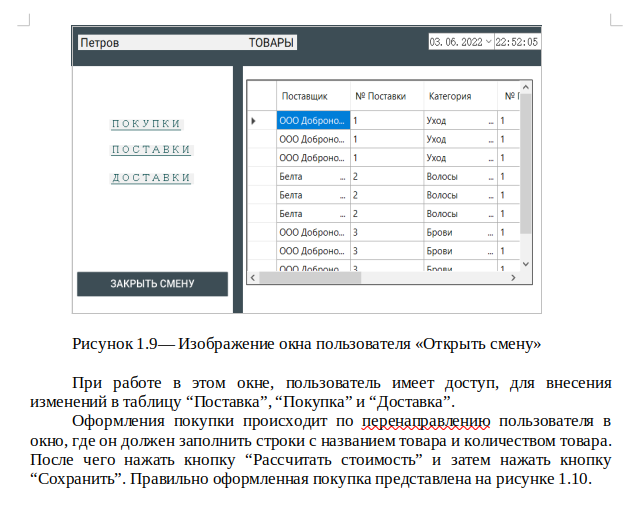 Петров ТОВАРЫ 03.06.2022 22:52:05
ПОКУПКИ
ПОСТАВКИ
ДОСТАВКИ
ЗАКРЫТЬ СМЕНУ
Поставщик № Поставки Категория № П
ООО Доброно... 1 Уход ... 1
ООО Доброно... 1 Уход ... 1
ООО Доброно... 1 Уход ... 1
Белта ... 2 Волосы ... 1
Белта ... 2 Волосы ... 1
Белта ... 2 Волосы ... 1
ООО Доброно... 3 Брови ... 1
ООО Доброно... 3 Брови ... 1
ООО Доброно... 3 Брови ... 1
Рисунок 1.9— Изображение окна пользователя «Открыть смену»
При работе в этом окне, пользователь имеет доступ, для внесения
изменений в таблицу “Поставка”, “Покупка” и “Доставка”.
Оформления покупки происходит по перенаправлению пользователя в
окно, где он должен заполнить строки с названием товара и количеством товара.
После чего нажать кнопку “Рассчитать стоимость” и затем нажать кнопку
“Сохранить”. Правильно оформленная покупка представлена на рисунке 1.10.